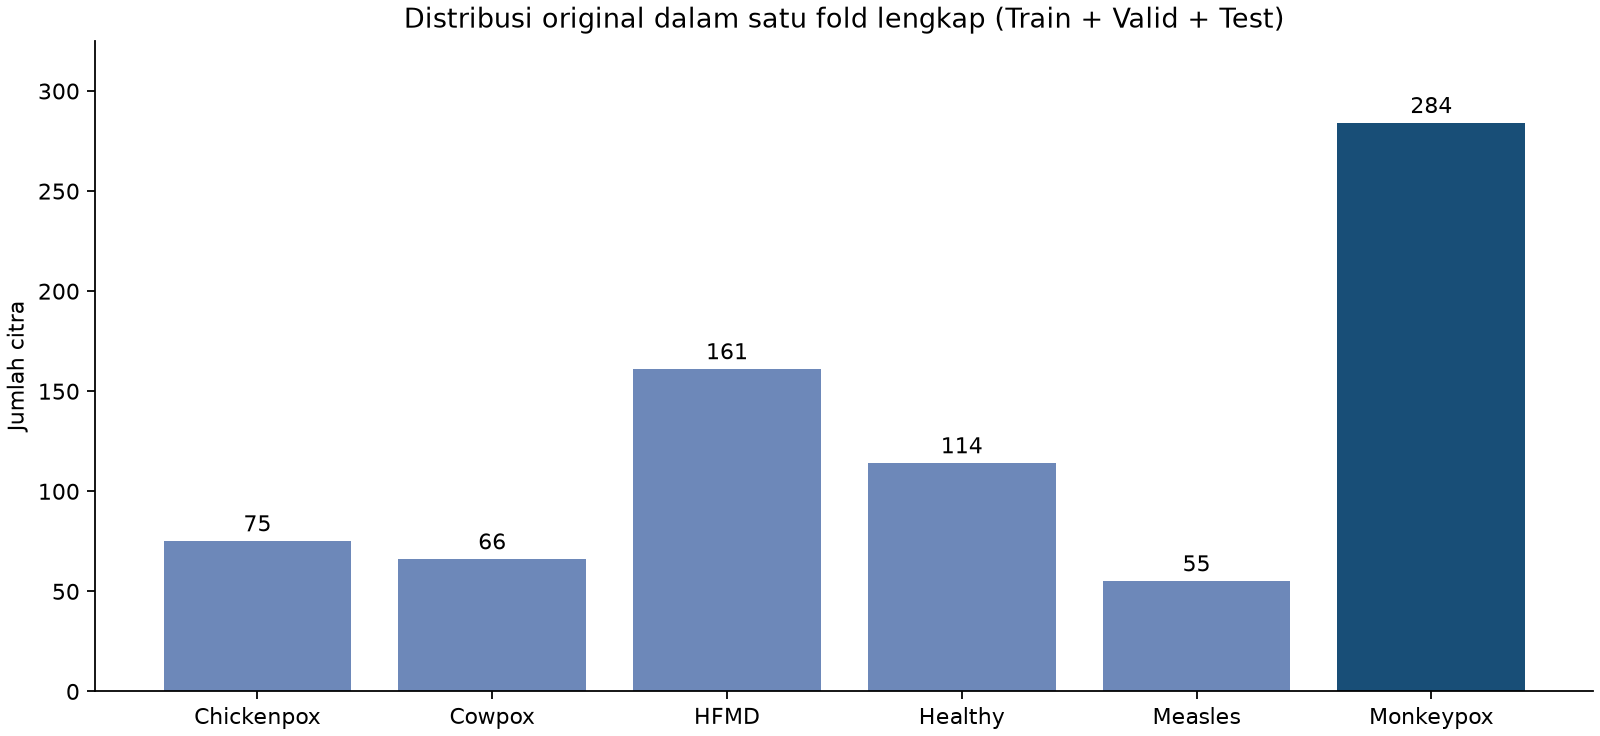 Distribusi original dalam satu fold lengkap (Train + Valid + Test)
Jumlah citra
300
250
200
150
100
50
0
75
66
161
114
55
284
Chickenpox
Cowpox
HFMD
Healthy
Measles
Monkeypox